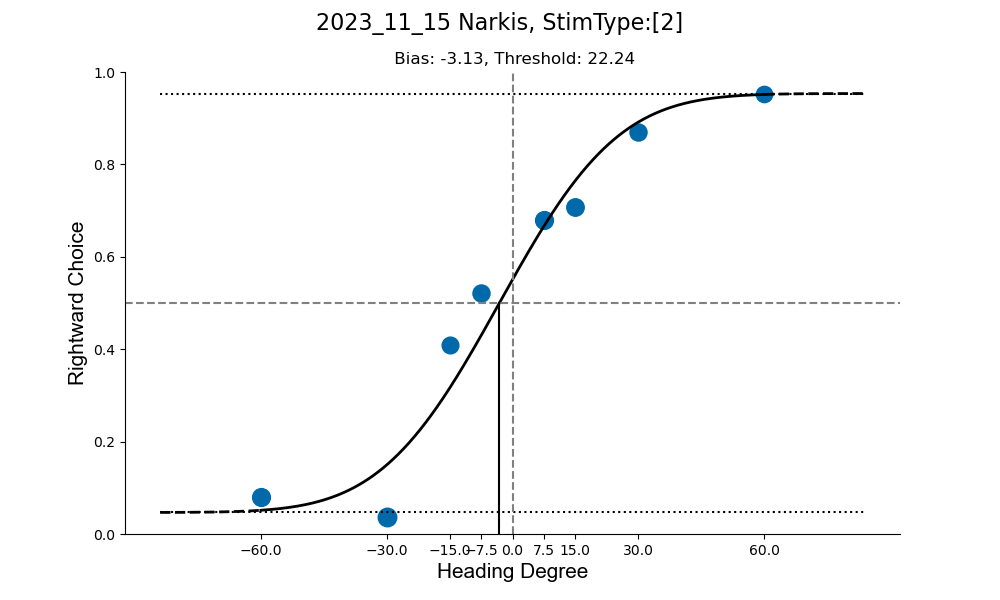 2023_11_15 Narkis, StimType:[2]
Bias: -3.13, Threshold: 22.24
1.0
0.8
0.6
0.4
0.2
0.0
Rightward Choice
−60.0 −30.0 −15.0 −7.5 0.0 7.5 15.0 30.0 60.0
Heading Degree